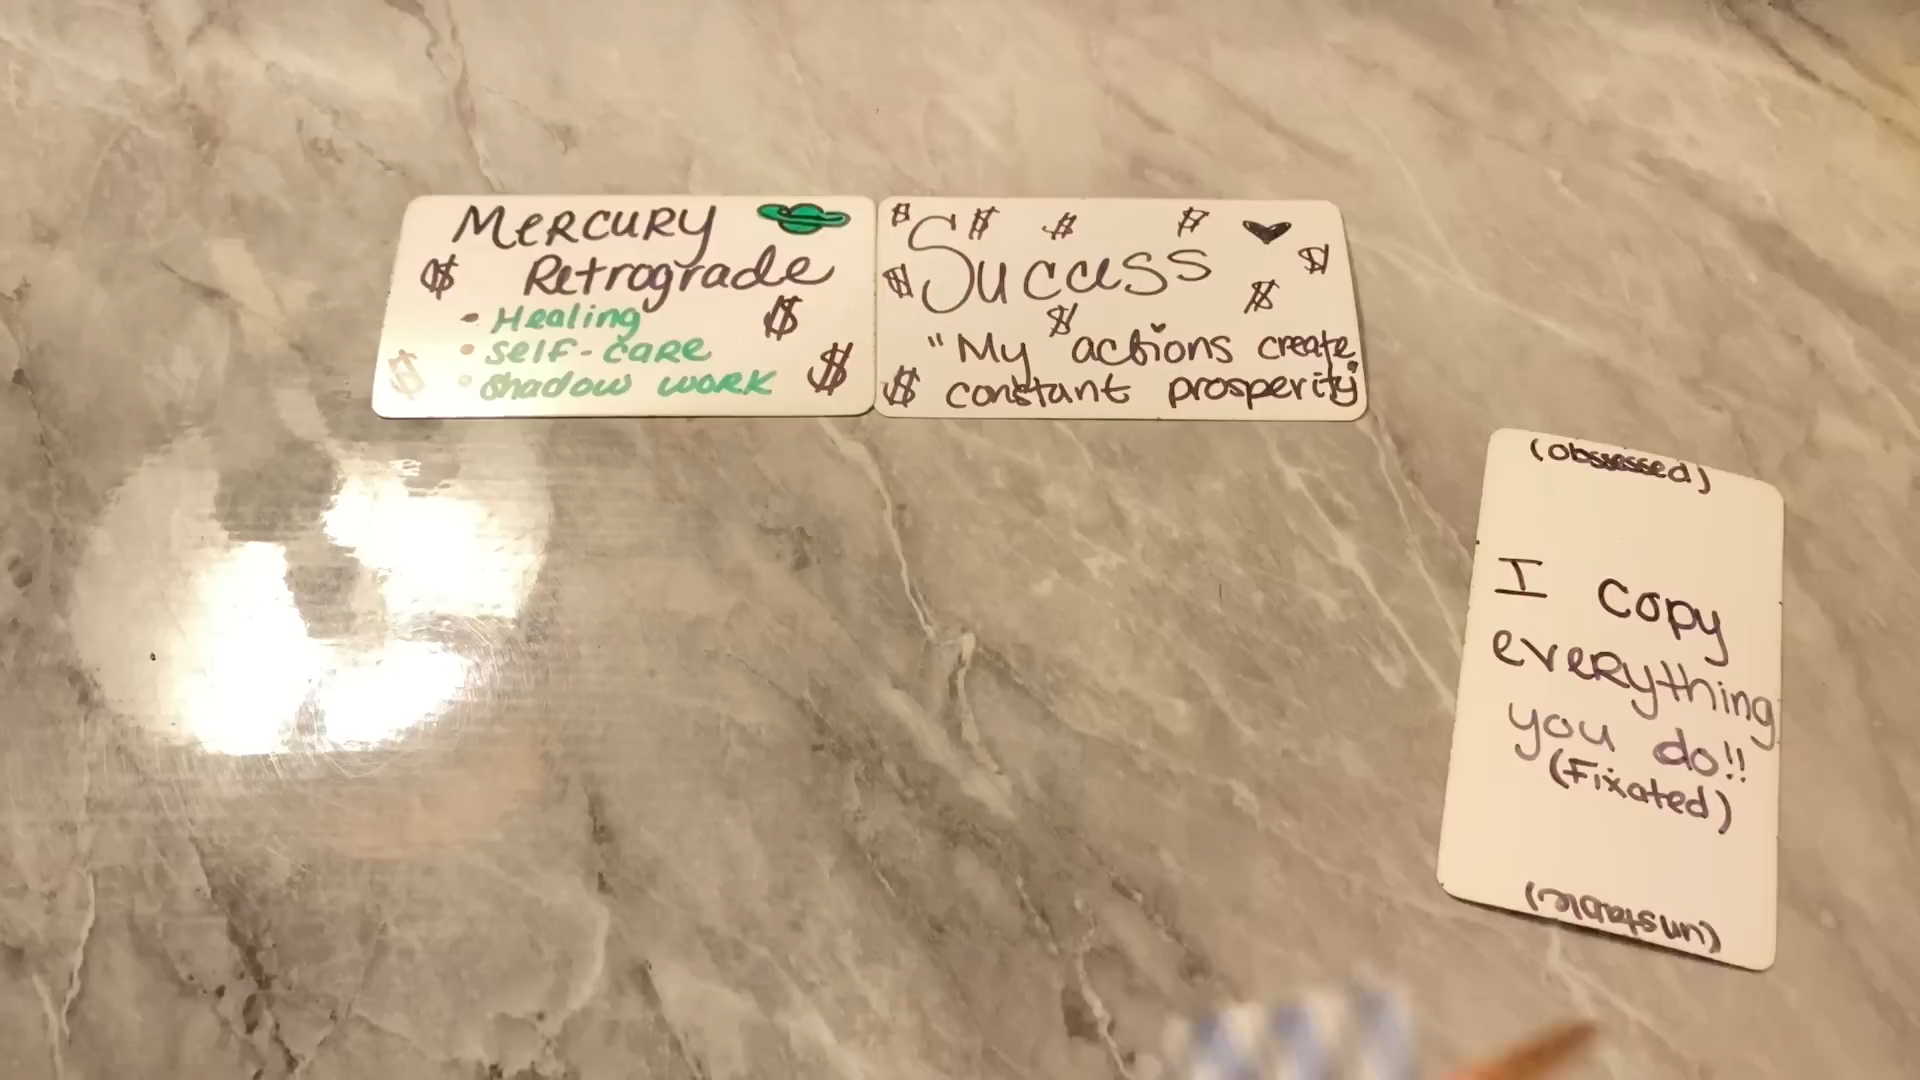 MERCURY
Retrograde
- Healing
• self-care
• shadow work
$ $ $ $
$ $ $ $
Success
$ $ $ $
"My actions create
$ constant prosperity"
(obssessed)
I copy
everything
you do!!
(Fixated)
(unstable)